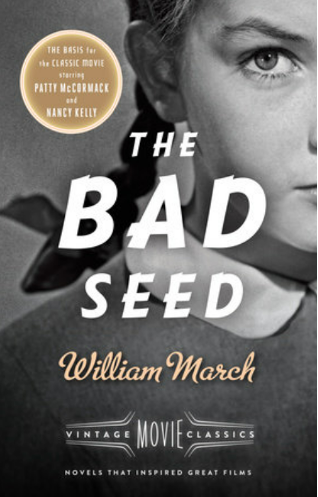 THE BASIS for
the CLASSIC MOVIE
starring
PATTY McCORMACK
and
NANCY KELLY
THE
BAD
SEED
William March
VINTAGE MOVIE CLASSICS
NOVELS THAT INSPIRED GREAT FILMS